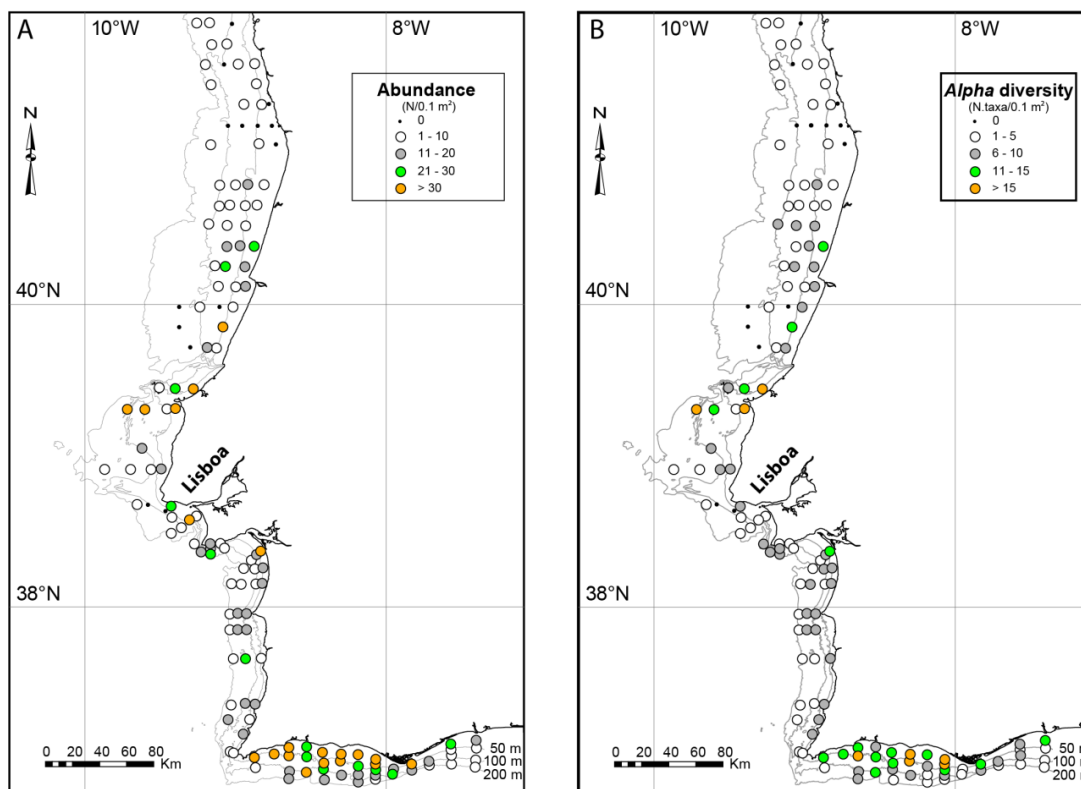 A
10°W
8°W
Abundance
(N/0.1 m²)
0
1 - 10
11 - 20
21 - 30
> 30
N
40°N
Lisboa
38°N
50 m
100 m
200 m
0 20 40 60 80
Km
B
10°W
8°W
Alpha diversity
(N.taxa/0.1 m²)
0
1 - 5
6 - 10
11 - 15
> 15
N
40°N
Lisboa
38°N
50 m
100 m
200 m
0 20 40 60 80
Km